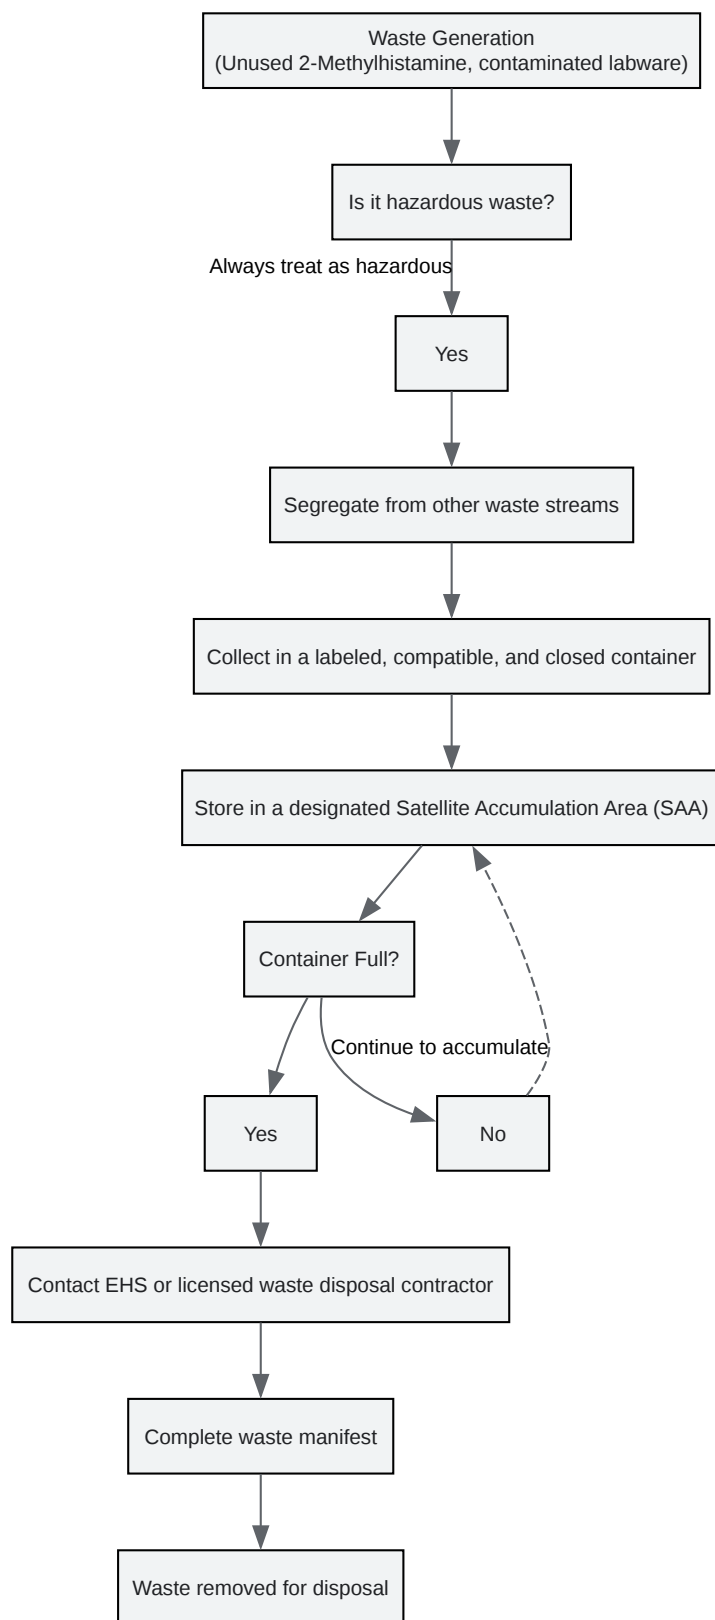 Waste Generation
(Unused 2-Methylhistamine, contaminated labware)
Is it hazardous waste?
Always treat as hazardous
Yes
Segregate from other waste streams
Collect in a labeled, compatible, and closed container
Store in a designated Satellite Accumulation Area (SAA)
Container Full?
Continue to accumulate
Yes
No
Contact EHS or licensed waste disposal contractor
Complete waste manifest
Waste removed for disposal